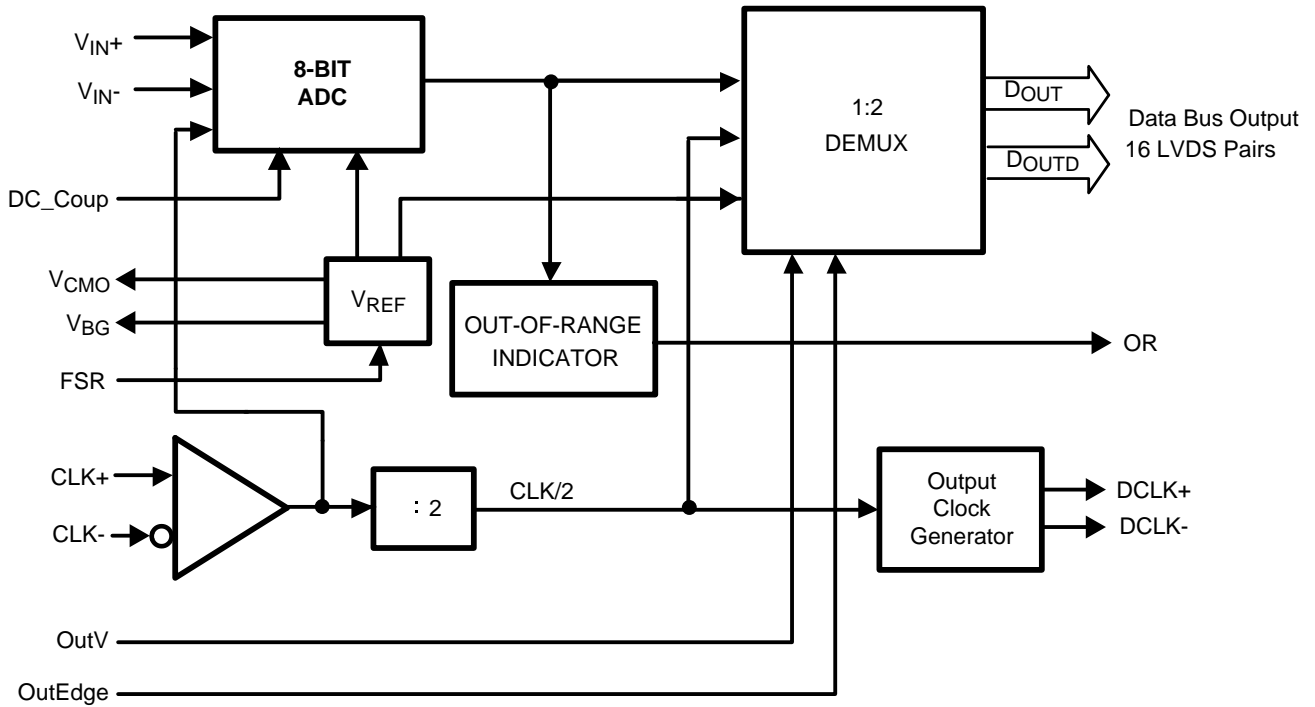 VIN+
VIN-
8-BIT
ADC
1:2
DEMUX
DOUT
DOUTD
Data Bus Output
16 LVDS Pairs
DC_Coup
VCMO
VBG
VREF
FSR
OUT-OF-RANGE
INDICATOR
OR
CLK+
CLK-
: 2
CLK/2
Output
Clock
Generator
DCLK+
DCLK-
OutV
OutEdge